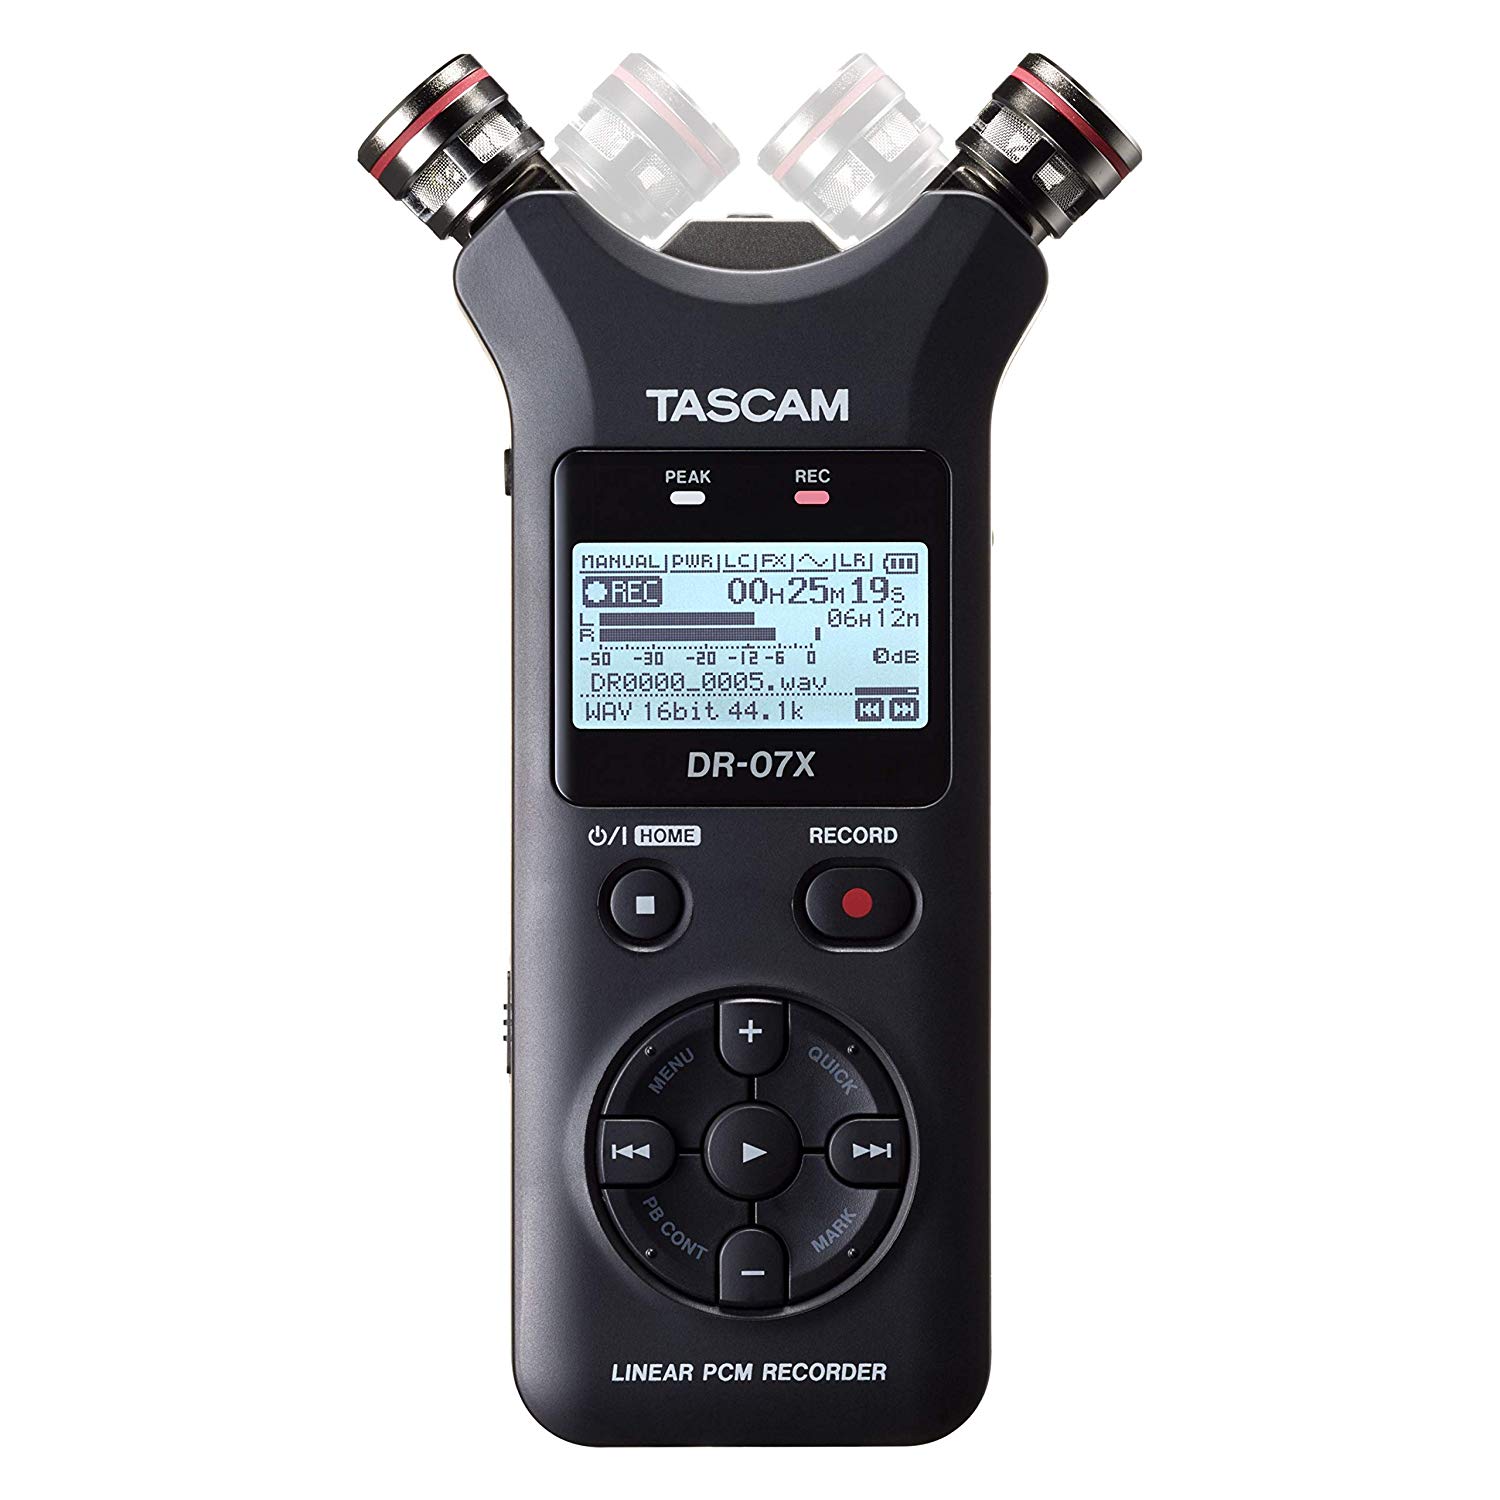 TASCAM
PEAK REC
MANUAL|PWR|LC|FX|LR|
REC 00H25M19S
L 06H12M
R
-50 -30 -20 -12 -6 0 0dB
DR0000_0005.wav
WAV 16bit 44.1k
DR-07X
HOME RECORD
+
MENU QUICK
PB CONT MARK
−
LINEAR PCM RECORDER